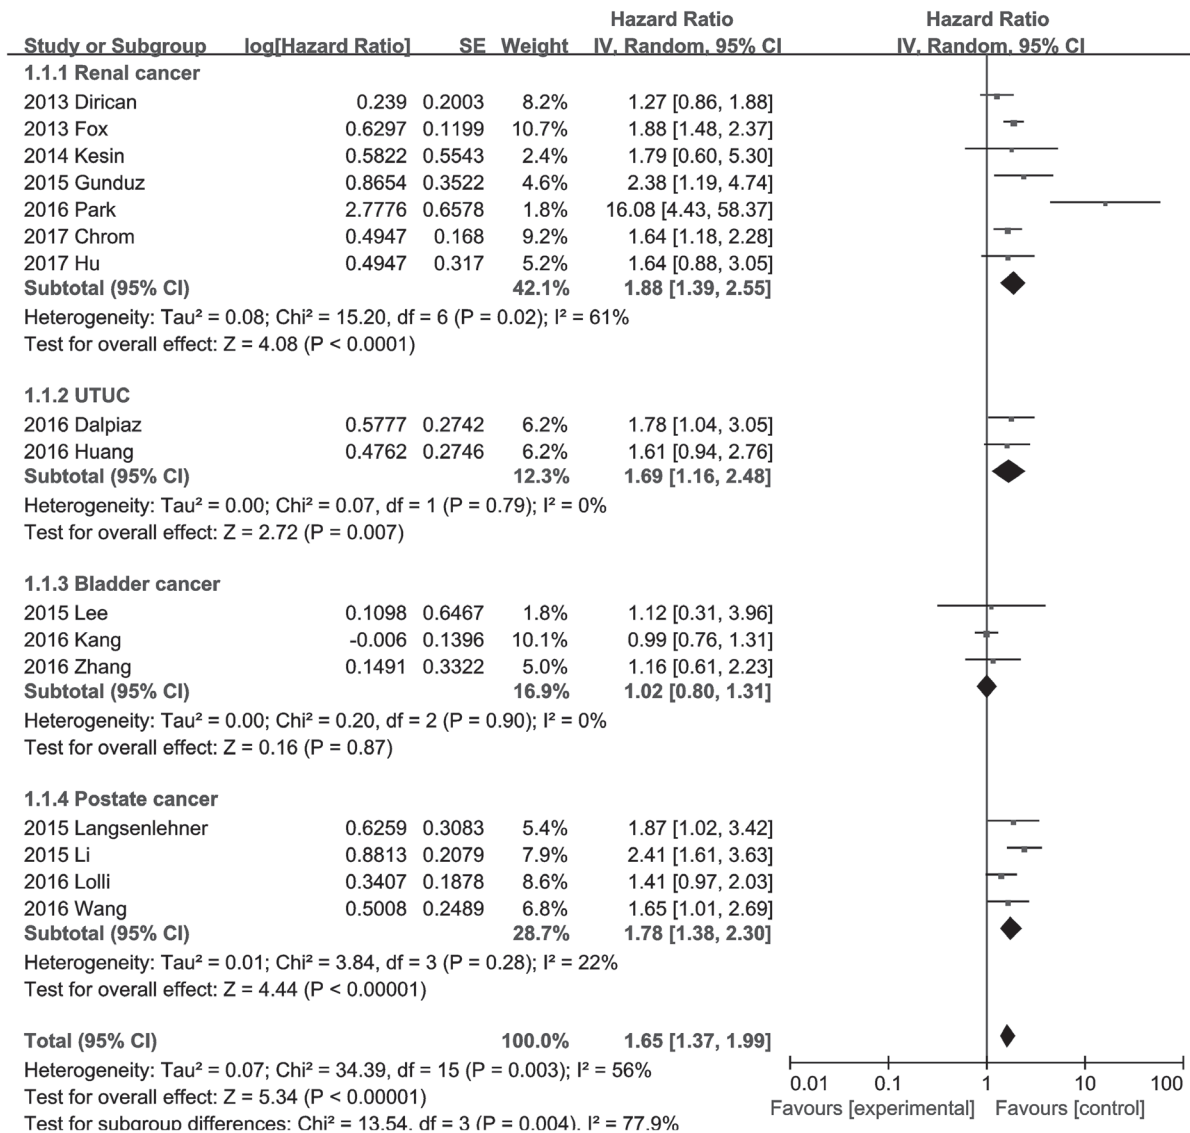 Hazard Ratio Hazard Ratio
Study or Subgroup log[Hazard Ratio] SE Weight IV, Random, 95% CI IV, Random, 95% CI
1.1.1 Renal cancer
2013 Dirican 0.239 0.2003 8.2% 1.27 [0.86, 1.88]
2013 Fox 0.6297 0.1199 10.7% 1.88 [1.48, 2.37]
2014 Kesin 0.5822 0.5543 2.4% 1.79 [0.60, 5.30]
2015 Gunduz 0.8654 0.3522 4.6% 2.38 [1.19, 4.74]
2016 Park 2.7776 0.6578 1.8% 16.08 [4.43, 58.37]
2017 Chrom 0.4947 0.168 9.2% 1.64 [1.18, 2.28]
2017 Hu 0.4947 0.317 5.2% 1.64 [0.88, 3.05]
Subtotal (95% CI) 42.1% 1.88 [1.39, 2.55]
Heterogeneity: Tau² = 0.08; Chi² = 15.20, df = 6 (P = 0.02); I² = 61%
Test for overall effect: Z = 4.08 (P < 0.0001)
1.1.2 UTUC
2016 Dalpiaz 0.5777 0.2742 6.2% 1.78 [1.04, 3.05]
2016 Huang 0.4762 0.2746 6.2% 1.61 [0.94, 2.76]
Subtotal (95% CI) 12.3% 1.69 [1.16, 2.48]
Heterogeneity: Tau² = 0.00; Chi² = 0.07, df = 1 (P = 0.79); I² = 0%
Test for overall effect: Z = 2.72 (P = 0.007)
1.1.3 Bladder cancer
2015 Lee 0.1098 0.6467 1.8% 1.12 [0.31, 3.96]
2016 Kang -0.006 0.1396 10.1% 0.99 [0.76, 1.31]
2016 Zhang 0.1491 0.3322 5.0% 1.16 [0.61, 2.23]
Subtotal (95% CI) 16.9% 1.02 [0.80, 1.31]
Heterogeneity: Tau² = 0.00; Chi² = 0.20, df = 2 (P = 0.90); I² = 0%
Test for overall effect: Z = 0.16 (P = 0.87)
1.1.4 Postate cancer
2015 Langsenlehner 0.6259 0.3083 5.4% 1.87 [1.02, 3.42]
2015 Li 0.8813 0.2079 7.9% 2.41 [1.61, 3.63]
2016 Lolli 0.3407 0.1878 8.6% 1.41 [0.97, 2.03]
2016 Wang 0.5008 0.2489 6.8% 1.65 [1.01, 2.69]
Subtotal (95% CI) 28.7% 1.78 [1.38, 2.30]
Heterogeneity: Tau² = 0.01; Chi² = 3.84, df = 3 (P = 0.28); I² = 22%
Test for overall effect: Z = 4.44 (P < 0.00001)
Total (95% CI) 100.0% 1.65 [1.37, 1.99]
Heterogeneity: Tau² = 0.07; Chi² = 34.39, df = 15 (P = 0.003); I² = 56%
Test for overall effect: Z = 5.34 (P < 0.00001)
Test for subgroup differences: Chi² = 13.54, df = 3 (P = 0.004), I² = 77.9%
0.01 0.1 1 10 100
Favours [experimental] Favours [control]